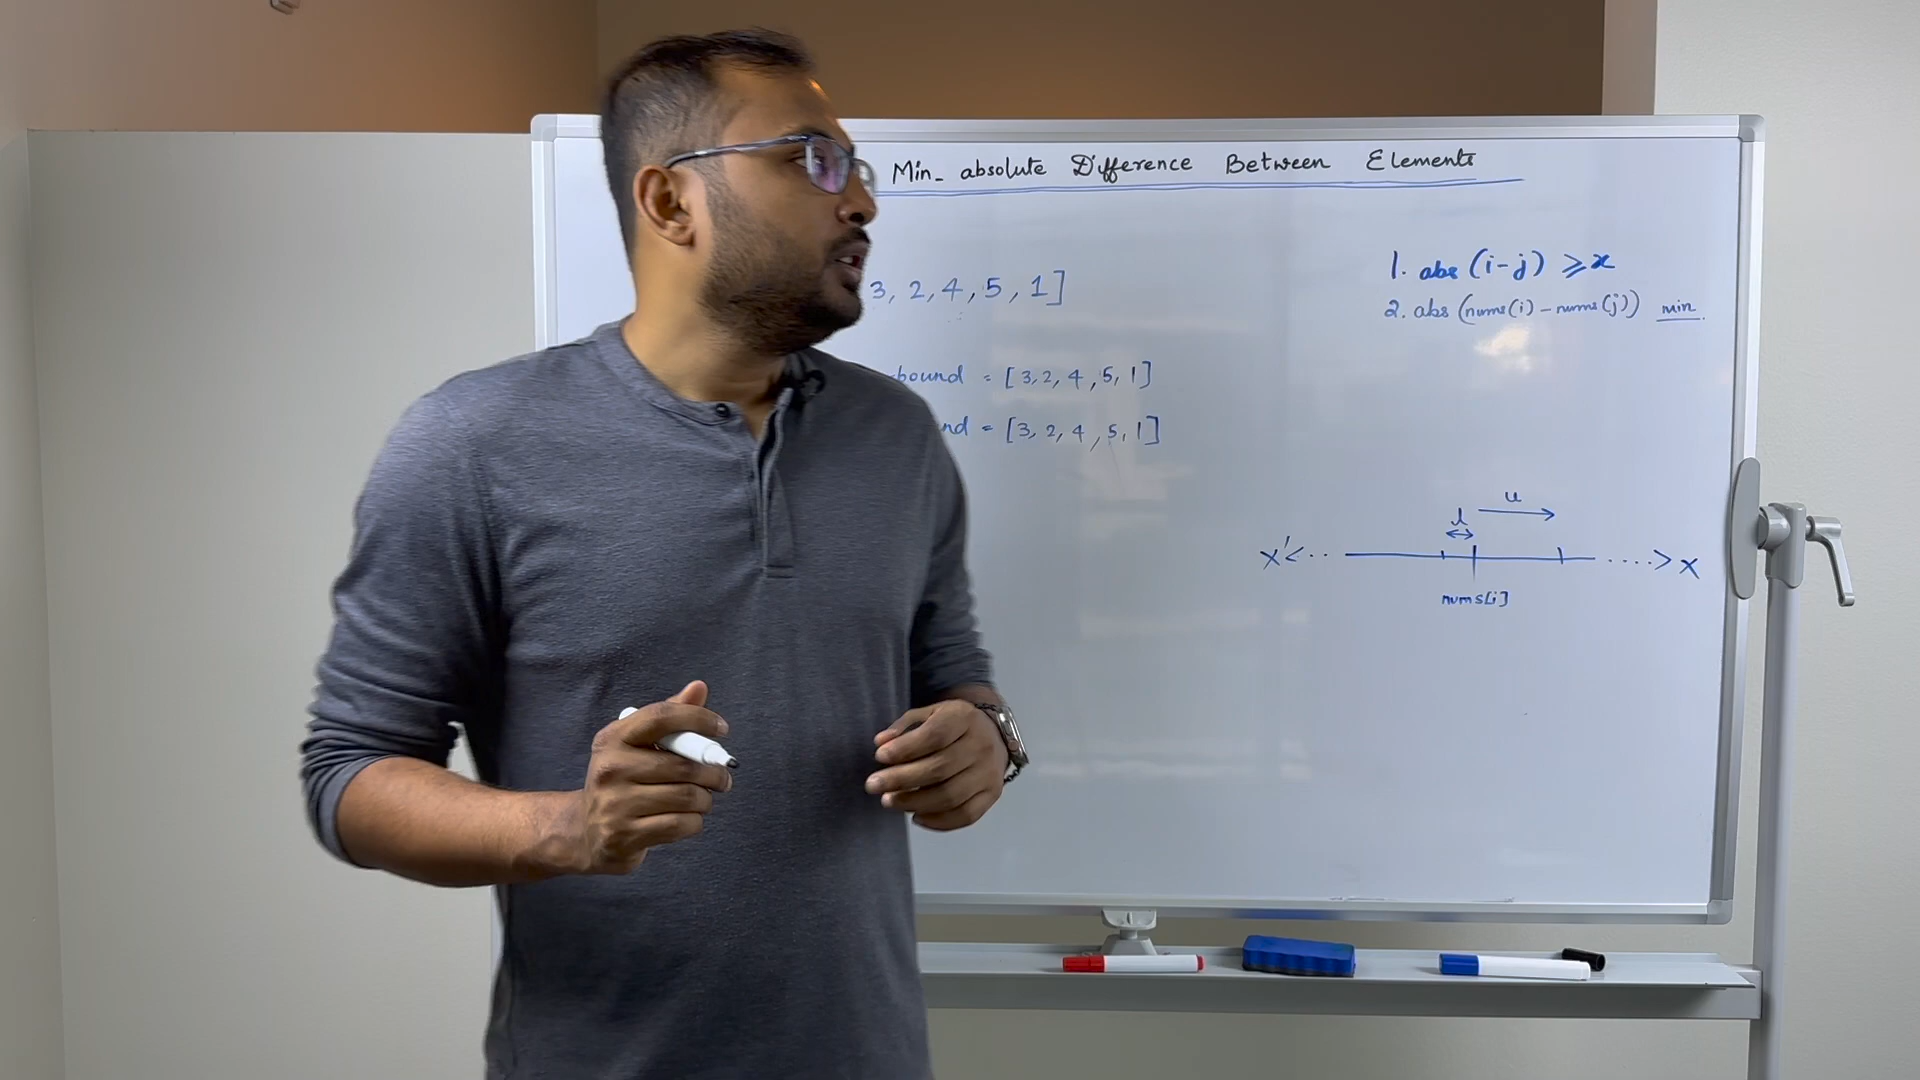 Min_ absolute Difference Between Elements
3, 2, 4, 5, 1]
1. abs (i-j) ⩾x
2. abs (nums(i) - nums(j)) min.
bound = [3, 2, 4, 5, 1]
nd = [3, 2, 4, 5, 1]
u
l
x' <.. ....> x
nums[i]